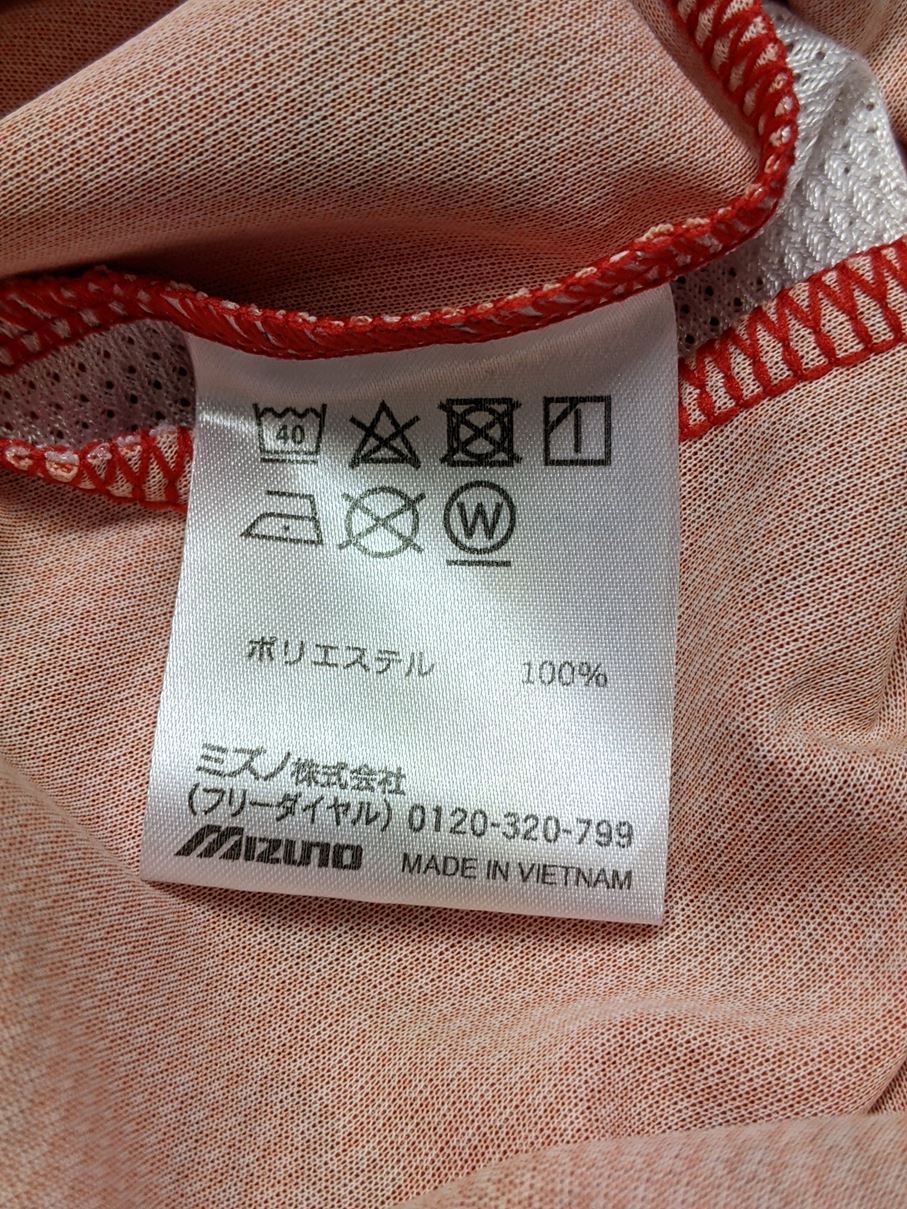 40
W
ポリエステル 100%
ミズノ株式会社
(フリーダイヤル) 0120-320-799
MIZUNO MADE IN VIETNAM